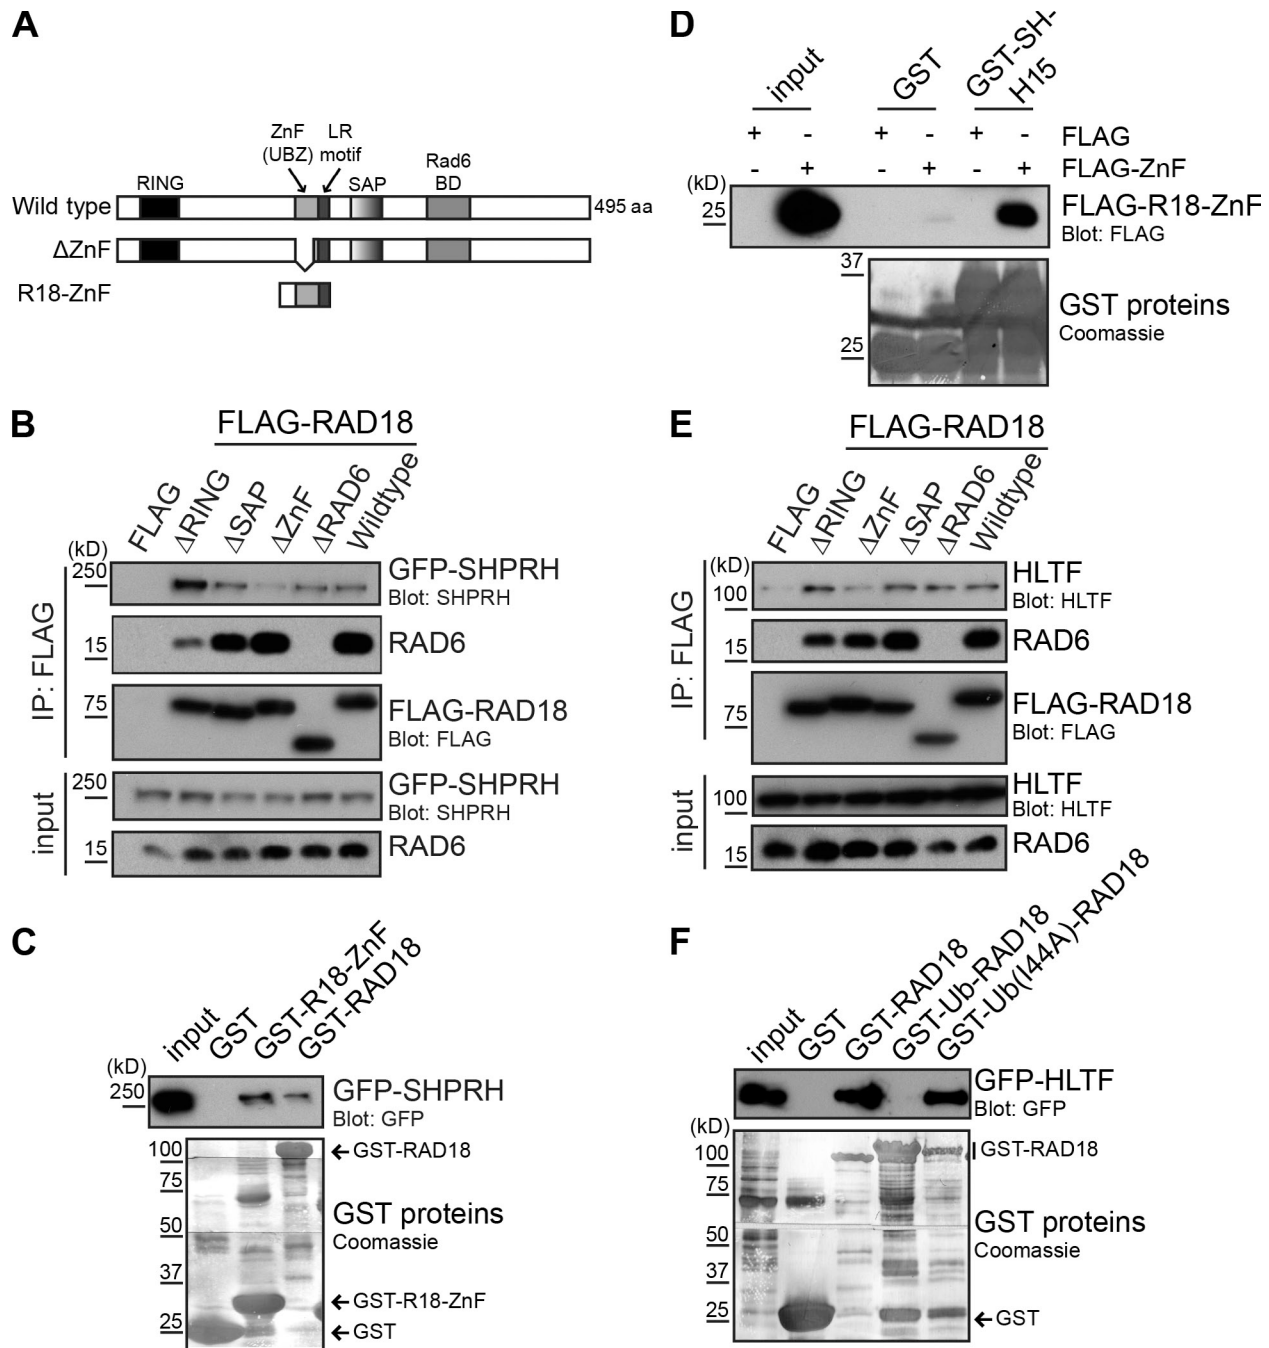 A
ZnF
(UBZ)
LR
motif
RING
SAP
Rad6
BD
Wild type
495 aa
ΔZnF
R18-ZnF
B
FLAG-RAD18
FLAG
ΔRING
ΔSAP
ΔZnF
ΔRAD6
Wildtype
(kD)
IP: FLAG
250
GFP-SHPRH
Blot: SHPRH
15
RAD6
75
FLAG-RAD18
Blot: FLAG
input
250
GFP-SHPRH
Blot: SHPRH
15
RAD6
C
input
GST
GST-R18-ZnF
GST-RAD18
(kD)
250
GFP-SHPRH
Blot: GFP
100
75
50
37
25
GST-RAD18
GST proteins
Coomassie
GST-R18-ZnF
GST
D
input
GST
GST-SH-
H15
+ - + - + - FLAG
- + - + - + FLAG-ZnF
(kD)
25
FLAG-R18-ZnF
Blot: FLAG
37
25
GST proteins
Coomassie
E
FLAG-RAD18
FLAG
ΔRING
ΔZnF
ΔSAP
ΔRAD6
Wildtype
(kD)
IP: FLAG
100
HLTF
Blot: HLTF
15
RAD6
75
FLAG-RAD18
Blot: FLAG
input
100
HLTF
Blot: HLTF
15
RAD6
F
input
GST
GST-RAD18
GST-Ub-RAD18
GST-Ub(I44A)-RAD18
GFP-HLTF
Blot: GFP
(kD)
100
75
50
37
25
GST-RAD18
GST proteins
Coomassie
GST